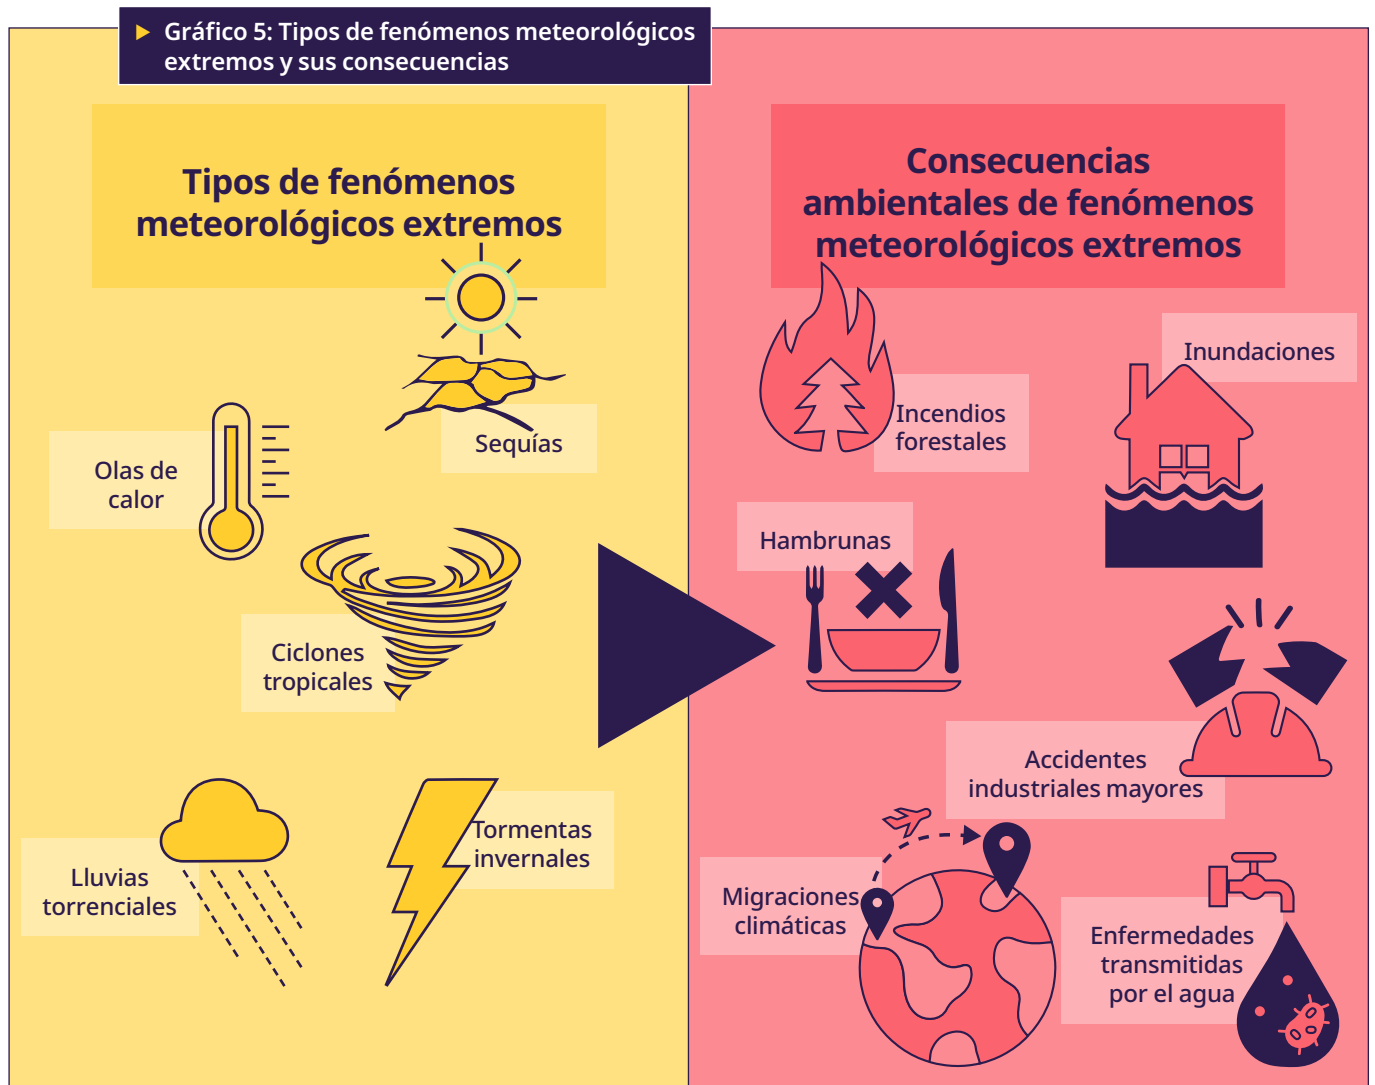 Gráfico 5: Tipos de fenómenos meteorológicos
extremos y sus consecuencias
Tipos de fenómenos
meteorológicos extremos
Sequías
Olas de
calor
Ciclones
tropicales
Tormentas
invernales
Lluvias
torrenciales
Consecuencias
ambientales de fenómenos
meteorológicos extremos
Inundaciones
Incendios
forestales
Hambrunas
Accidentes
industriales mayores
Migraciones
climáticas
Enfermedades
transmitidas
por el agua